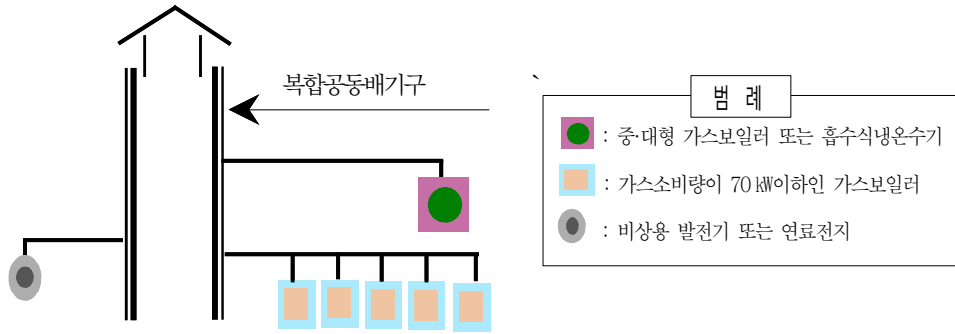 복합공동배기구
`
범 례
: 중·대형 가스보일러 또는 흡수식냉온수기
: 가스소비량이 70 ㎾이하인 가스보일러
: 비상용 발전기 또는 연료전지